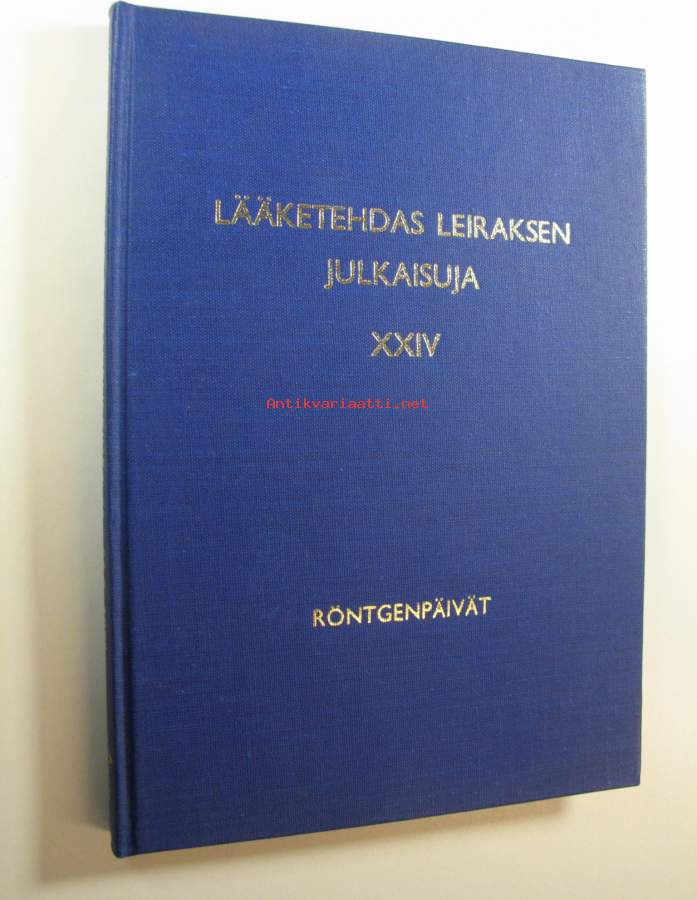 LÄÄKETEHDAS LEIRAKSEN
JULKAISUJA
XXIV
Antikvariaatti.net
RÖNTGENPÄIVÄT